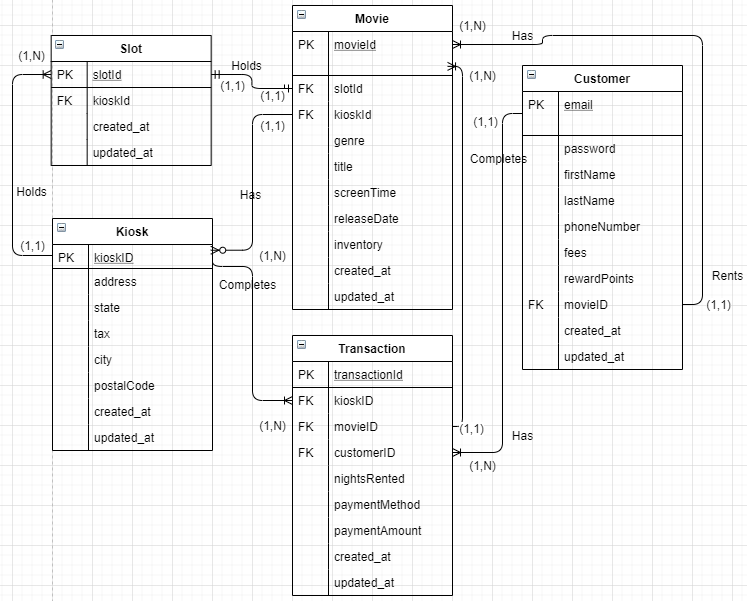 Slot
PK slotId
FK kioskId
created_at
updated_at
(1,N)
Holds
(1,1)
(1,1)
Holds
(1,1)
Kiosk
PK kioskID
address
state
tax
city
postalCode
created_at
updated_at
Movie
PK movieId
FK slotId
FK kioskId
genre
title
screenTime
releaseDate
inventory
created_at
updated_at
(1,1)
Has
(1,N)
Completes
(1,N)
Transaction
PK transactionId
FK kioskID
FK movieID
FK customerID
nightsRented
paymentMethod
paymentAmount
created_at
updated_at
(1,N)
Has
(1,N)
(1,1)
Completes
(1,1)
Has
(1,N)
Customer
PK email
password
firstName
lastName
phoneNumber
fees
rewardPoints
FK movieID
created_at
updated_at
Rents
(1,1)